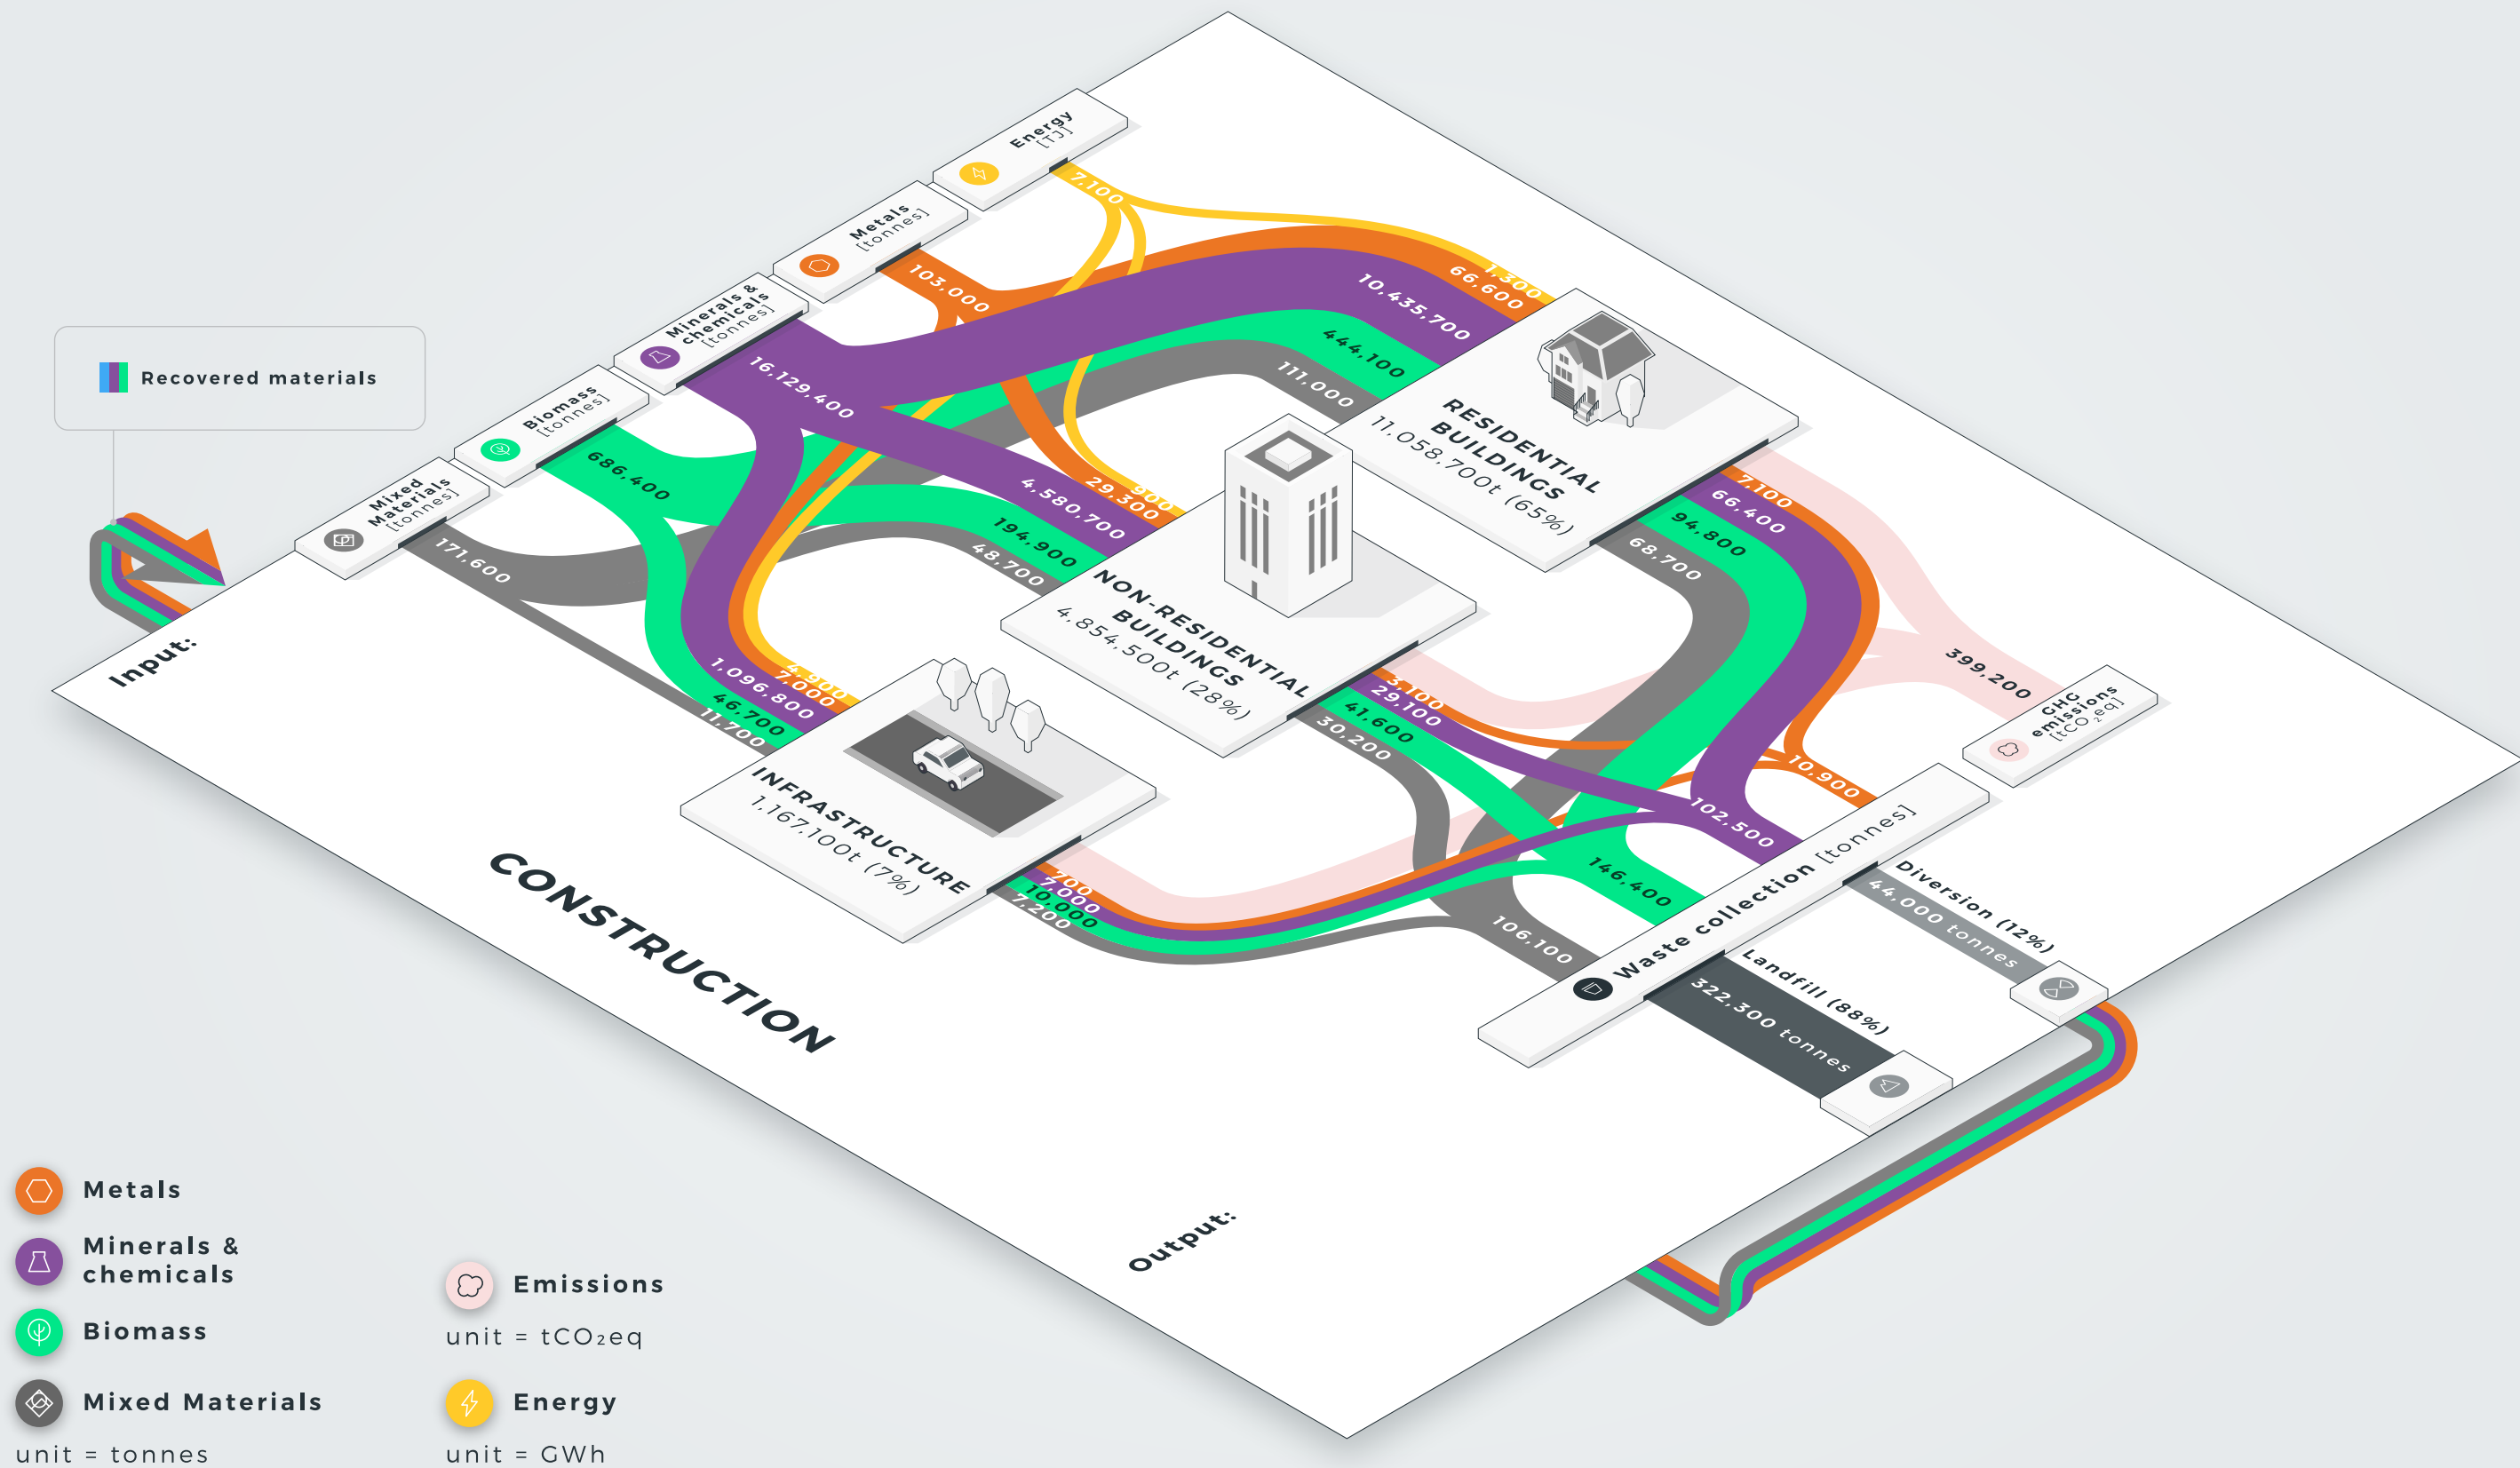 Energy
[TJ]
7,100
Metals
[tonnes]
103,000
Minerals &
chemicals
[tonnes]
16,129,400
Biomass
[tonnes]
686,400
Mixed
Materials
[tonnes]
171,600
Recovered materials
Input:
1,300
66,600
10,435,700
444,100
111,000
RESIDENTIAL
BUILDINGS
11,058,700t (65%)
900
29,300
4,580,700
194,900
48,700
NON-RESIDENTIAL
BUILDINGS
4,854,500t (28%)
4,900
7,000
1,096,800
46,700
11,700
INFRASTRUCTURE
1,167,100t (7%)
7,100
66,400
94,800
68,700
3,100
29,100
41,600
30,200
700
7,000
10,000
7,200
399,200
GHG
emissions
[tCO₂eq]
10,900
102,500
146,400
106,100
Waste collection [tonnes]
Diversion (12%)
44,000 tonnes
Landfill (88%)
322,300 tonnes
CONSTRUCTION
Output:
Metals
Minerals &
chemicals
Biomass
Mixed Materials
unit = tonnes
Emissions
unit = tCO₂eq
Energy
unit = GWh